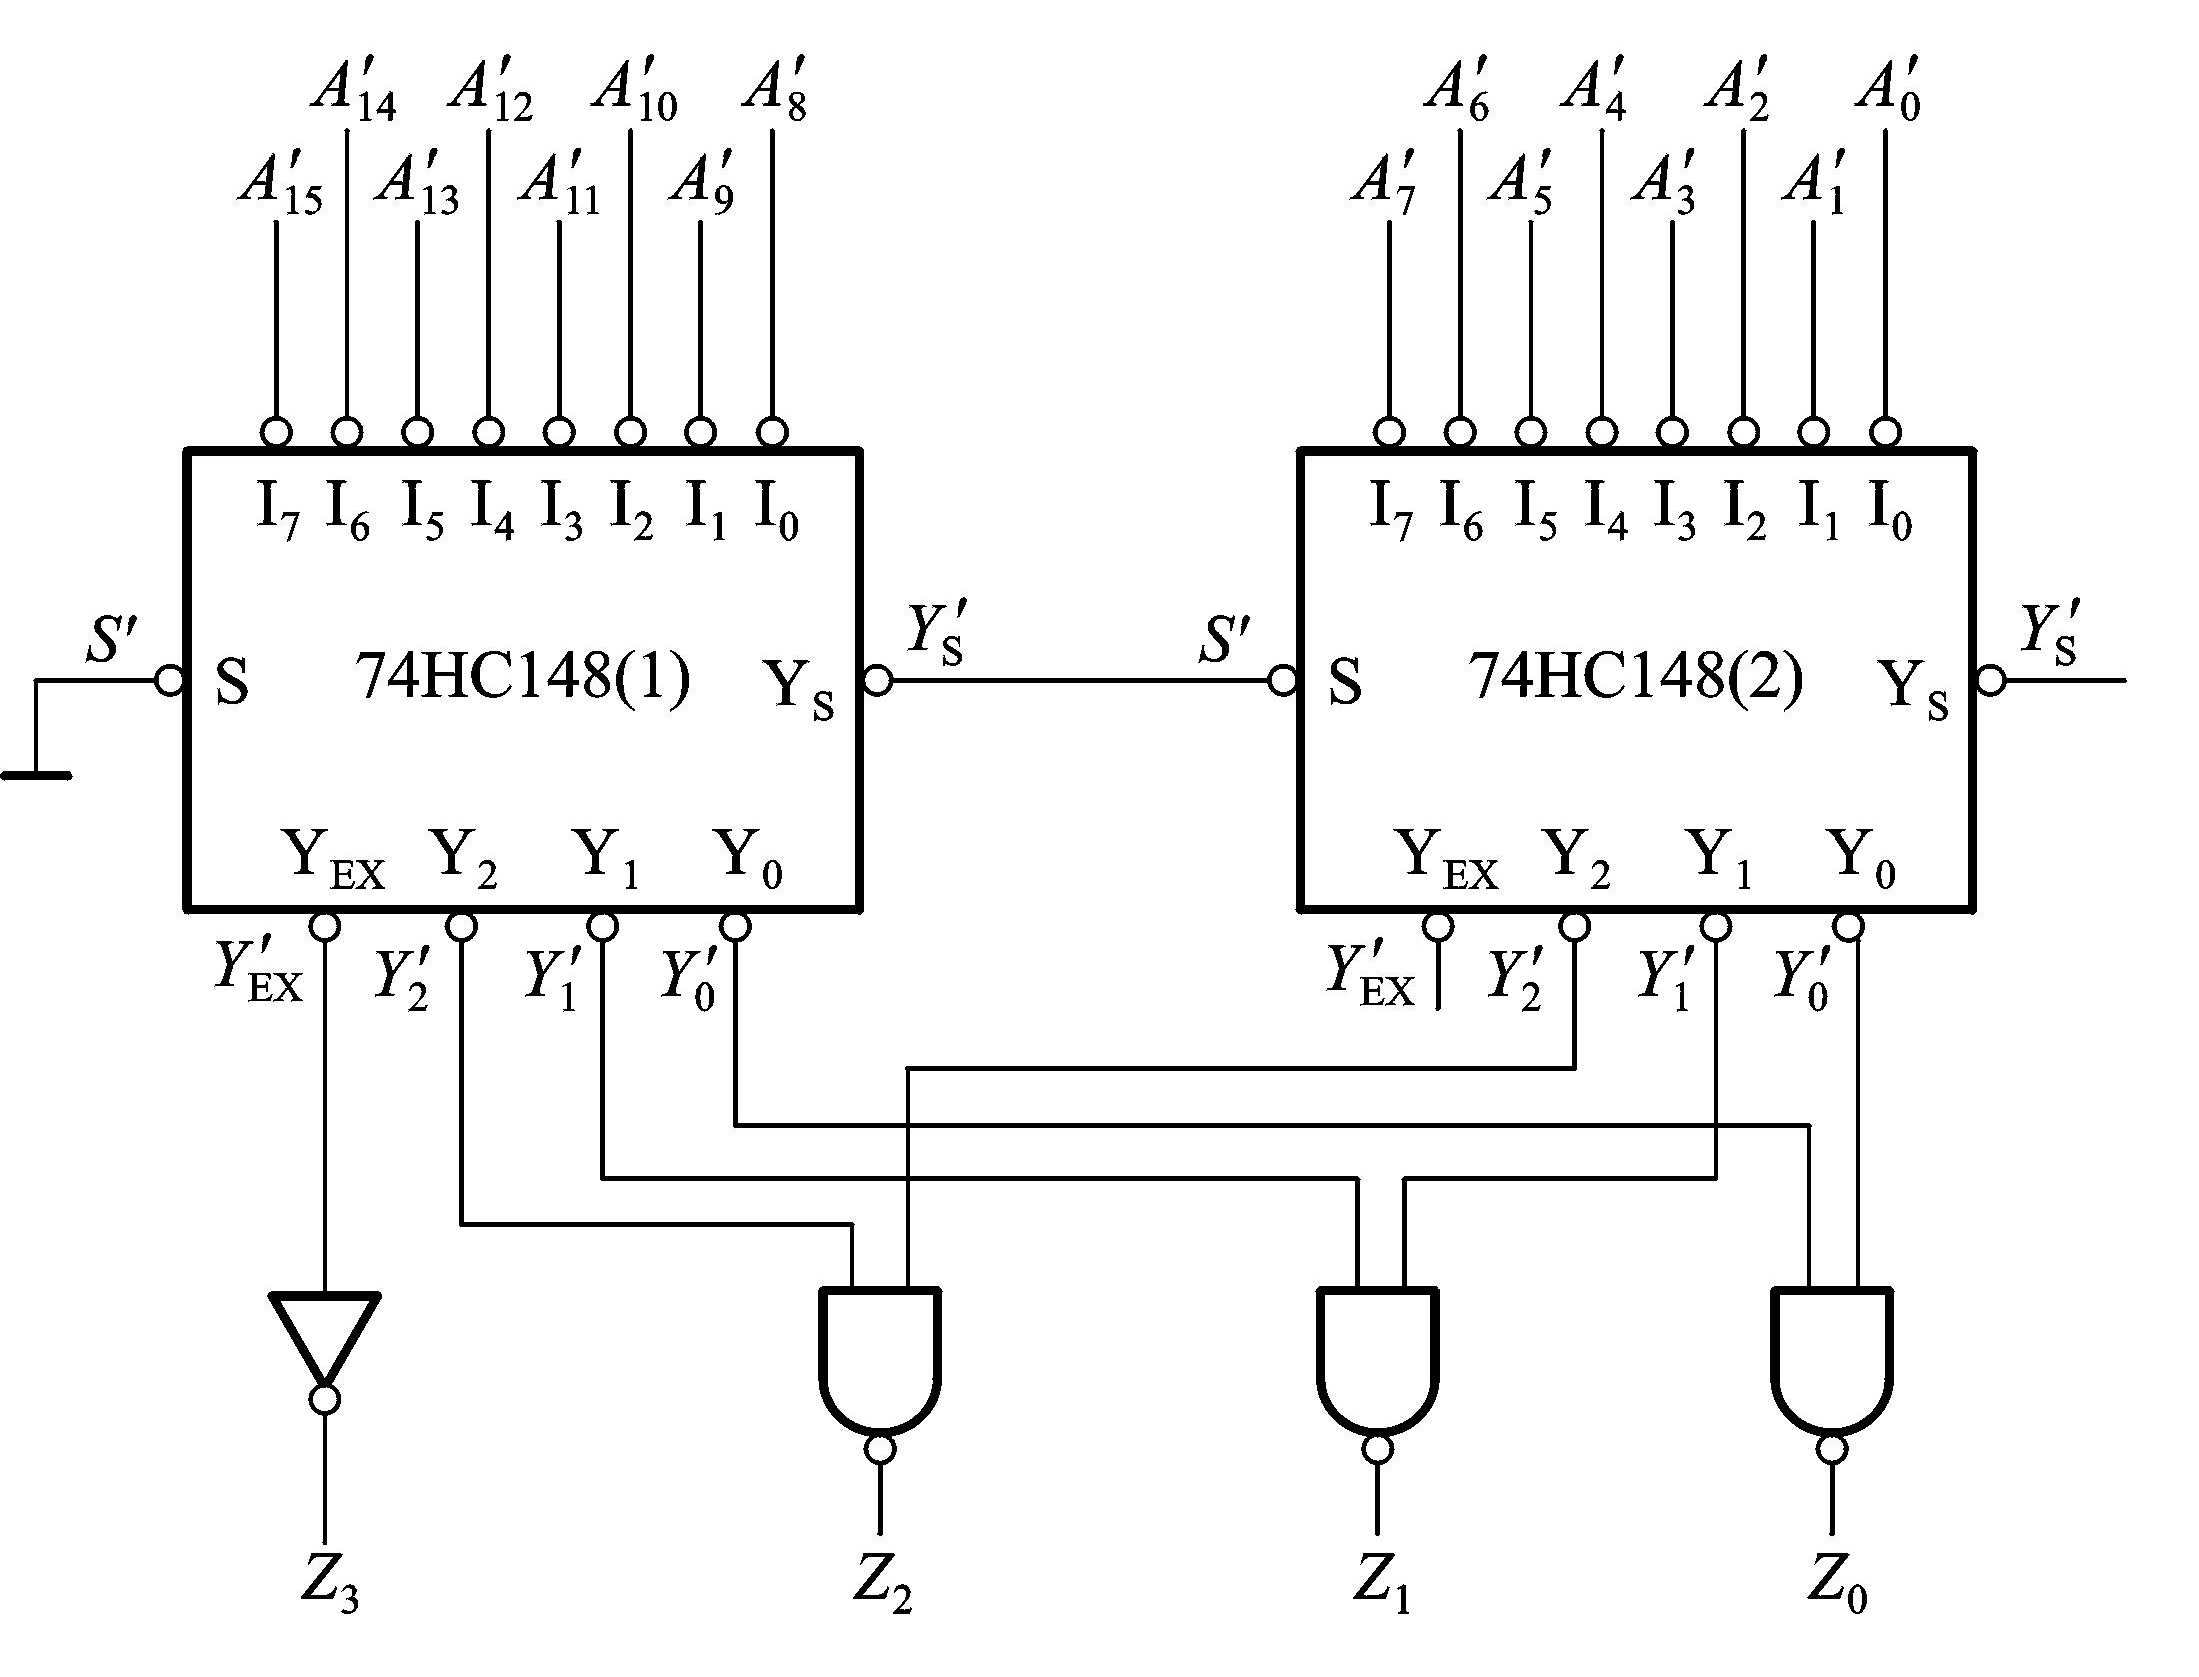 A′14 A′12 A′10 A′8 A′6 A′4 A′2 A′0
A′15 A′13 A′11 A′9 A′7 A′5 A′3 A′1
I7 I6 I5 I4 I3 I2 I1 I0 I7 I6 I5 I4 I3 I2 I1 I0
S′ Y′S S′ Y′S
S 74HC148(1) YS S 74HC148(2) YS
YEX Y2 Y1 Y0 YEX Y2 Y1 Y0
Y′EX Y′2 Y′1 Y′0 Y′EX Y′2 Y′1 Y′0
Z3 Z2 Z1 Z0